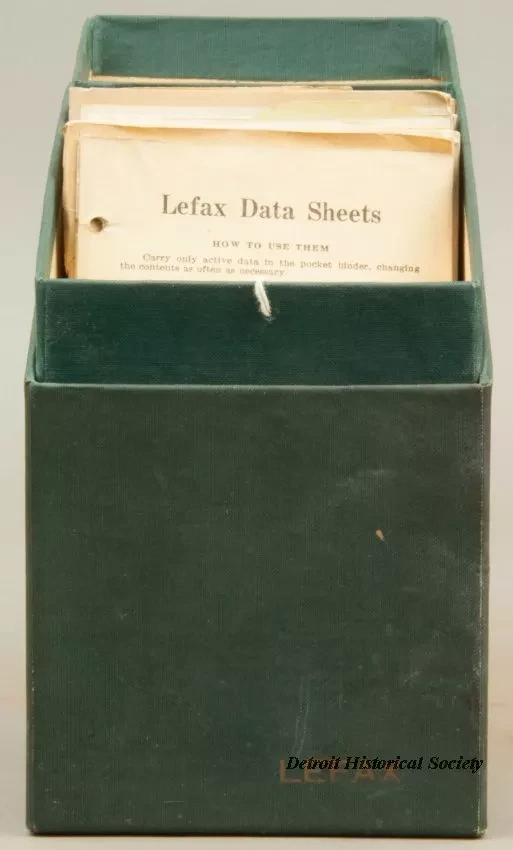 Lefax Data Sheets
HOW TO USE THEM
Carry only active data in the pocket binder, changing
the contents as often as necessary
Detroit Historical Society
LEFAX